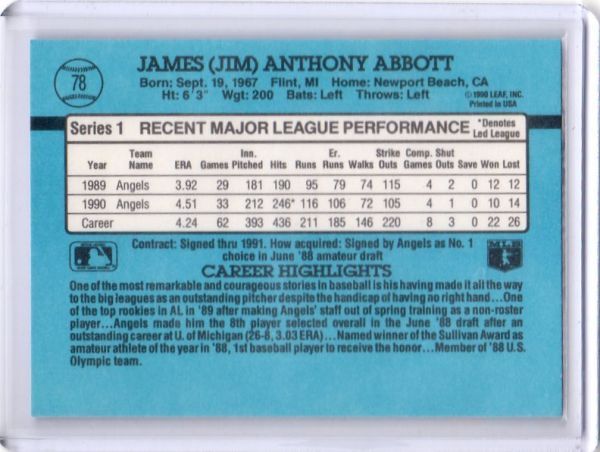 78
JAMES (JIM) ANTHONY ABBOTT
Born: Sept. 19, 1967 Flint, MI Home: Newport Beach, CA
Ht: 6'3" Wgt: 200 Bats: Left Throws: Left
©1990 LEAF, INC.
Printed in USA
Series 1 RECENT MAJOR LEAGUE PERFORMANCE *Denotes Led League
Year Team Name ERA Games Inn. Pitched Hits Runs Er. Runs Walks Strike Outs Comp. Games Shut Outs Save Won Lost
1989 Angels 3.92 29 181 190 95 79 74 115 4 2 0 12 12
1990 Angels 4.51 33 212 246* 116 106 72 105 4 1 0 10 14
Career 4.24 62 393 436 211 185 146 220 8 3 0 22 26
Contract: Signed thru 1991. How acquired: Signed by Angels as No. 1
choice in June '88 amateur draft
MLB
CAREER HIGHLIGHTS
One of the most remarkable and courageous stories in baseball is his having made it all the
way to the big leagues as an outstanding pitcher despite the handicap of having no right hand...One
of the top rookies in AL in '89 after making Angels' staff out of spring training as a non-roster
player...Angels made him the 8th player selected overall in the June '88 draft after an
outstanding career at U. of Michigan (26-8, 3.03 ERA)...Named winner of the Sullivan Award as
amateur athlete of the year in '88, 1st baseball player to receive the honor...Member of '88 U.S.
Olympic team.